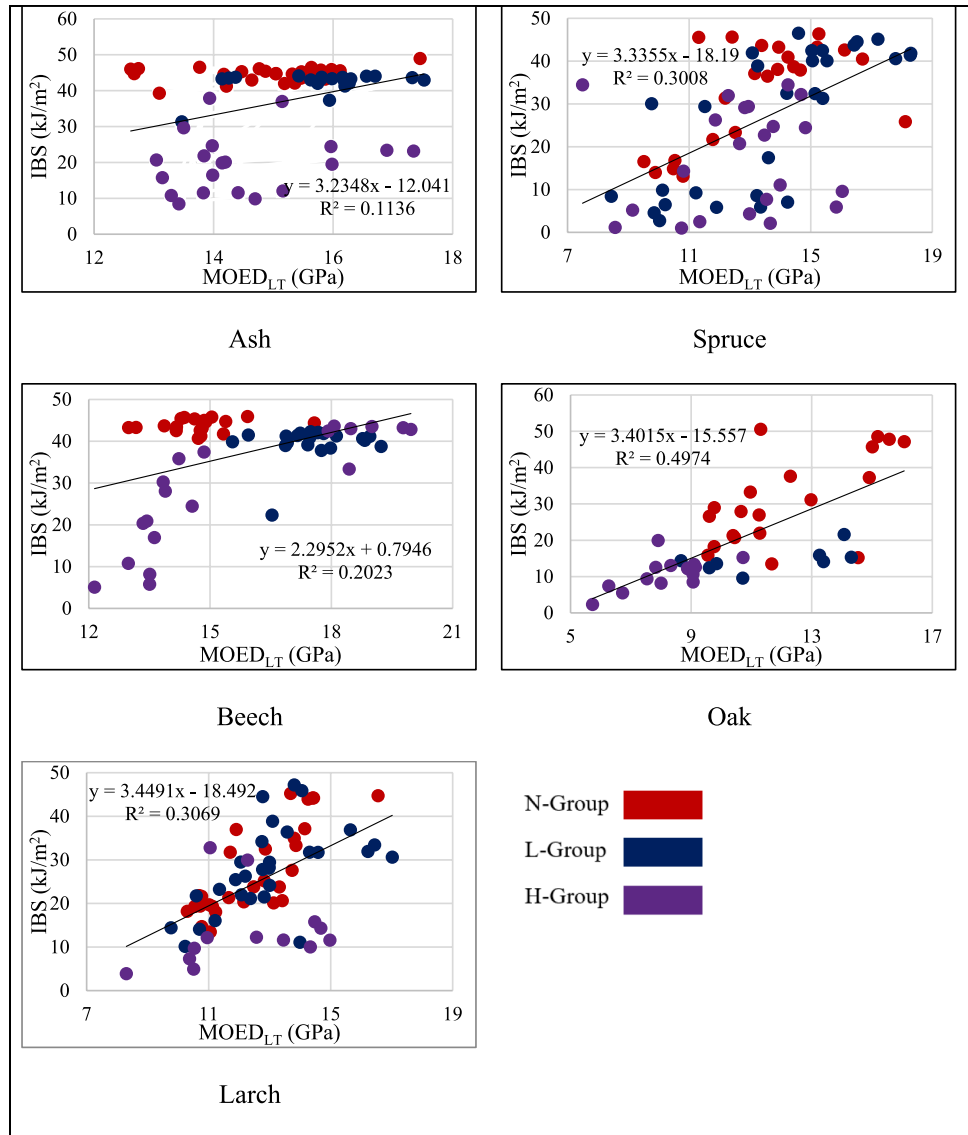 60
50
40
30
20
10
0
IBS (kJ/m²)
y = 3.2348x - 12.041
R² = 0.1136
12 14 16 18
MOED_LT (GPa)
Ash
50
40
30
20
10
0
IBS (kJ/m²)
y = 3.3355x - 18.19
R² = 0.3008
7 11 15 19
MOED_LT (GPa)
Spruce
50
40
30
20
10
0
IBS (kJ/m²)
y = 2.2952x + 0.7946
R² = 0.2023
12 15 18 21
MOED_LT (GPa)
Beech
60
50
40
30
20
10
0
IBS (kJ/m²)
y = 3.4015x - 15.557
R² = 0.4974
5 9 13 17
MOED_LT (GPa)
Oak
50
40
30
20
10
0
IBS (kJ/m²)
y = 3.4491x - 18.492
R² = 0.3069
7 11 15 19
MOED_LT (GPa)
Larch
N-Group
L-Group
H-Group